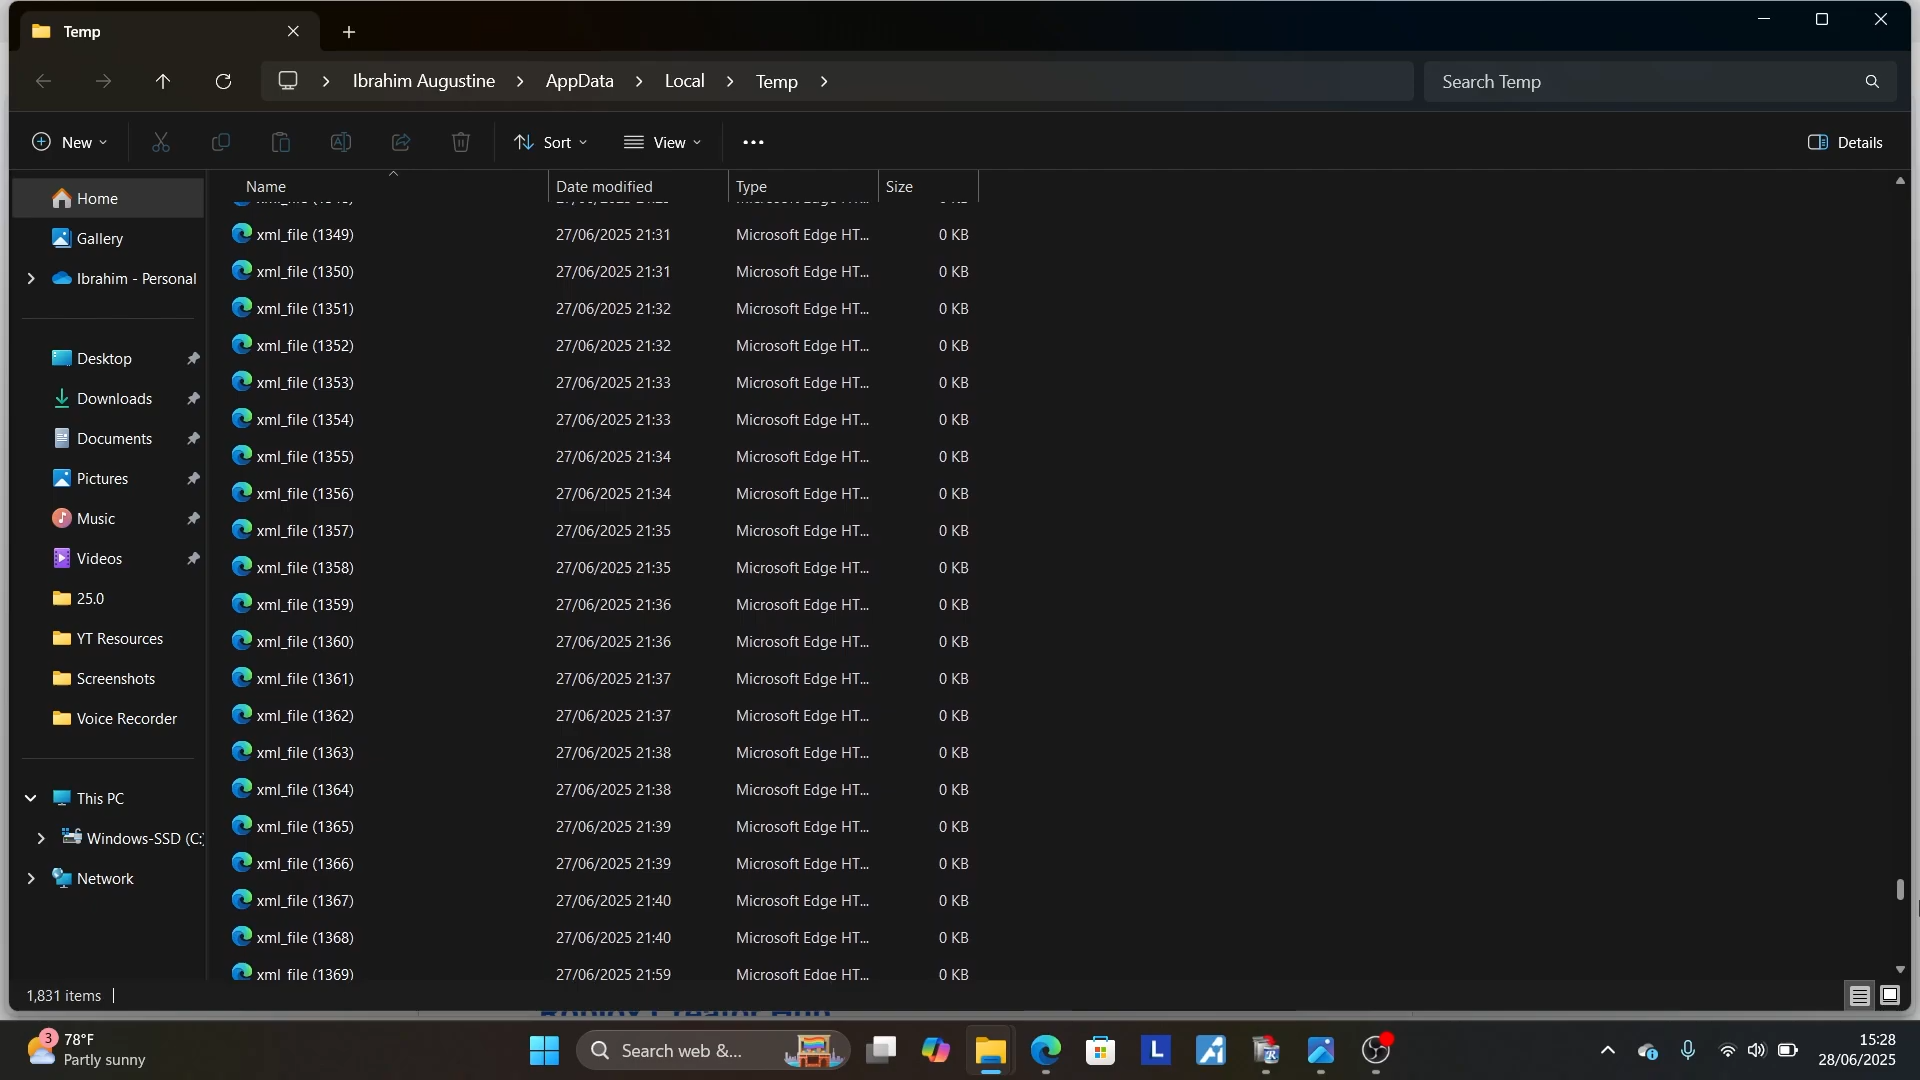 Temp
Ibrahim Augustine > AppData > Local > Temp >
Search Temp
New
Sort
View
Details
Name Date modified Type Size
Home
Gallery
Ibrahim - Personal
Desktop
Downloads
Documents
Pictures
Music
Videos
25.0
YT Resources
Screenshots
Voice Recorder
This PC
Windows-SSD (C:)
Network
xml_file (1349) 27/06/2025 21:31 Microsoft Edge HT... 0 KB
xml_file (1350) 27/06/2025 21:31 Microsoft Edge HT... 0 KB
xml_file (1351) 27/06/2025 21:32 Microsoft Edge HT... 0 KB
xml_file (1352) 27/06/2025 21:32 Microsoft Edge HT... 0 KB
xml_file (1353) 27/06/2025 21:33 Microsoft Edge HT... 0 KB
xml_file (1354) 27/06/2025 21:33 Microsoft Edge HT... 0 KB
xml_file (1355) 27/06/2025 21:34 Microsoft Edge HT... 0 KB
xml_file (1356) 27/06/2025 21:34 Microsoft Edge HT... 0 KB
xml_file (1357) 27/06/2025 21:35 Microsoft Edge HT... 0 KB
xml_file (1358) 27/06/2025 21:35 Microsoft Edge HT... 0 KB
xml_file (1359) 27/06/2025 21:36 Microsoft Edge HT... 0 KB
xml_file (1360) 27/06/2025 21:36 Microsoft Edge HT... 0 KB
xml_file (1361) 27/06/2025 21:37 Microsoft Edge HT... 0 KB
xml_file (1362) 27/06/2025 21:37 Microsoft Edge HT... 0 KB
xml_file (1363) 27/06/2025 21:38 Microsoft Edge HT... 0 KB
xml_file (1364) 27/06/2025 21:38 Microsoft Edge HT... 0 KB
xml_file (1365) 27/06/2025 21:39 Microsoft Edge HT... 0 KB
xml_file (1366) 27/06/2025 21:39 Microsoft Edge HT... 0 KB
xml_file (1367) 27/06/2025 21:40 Microsoft Edge HT... 0 KB
xml_file (1368) 27/06/2025 21:40 Microsoft Edge HT... 0 KB
xml_file (1369) 27/06/2025 21:59 Microsoft Edge HT... 0 KB
1,831 items
3
78°F
Partly sunny
Search web &...
L
15:28
28/06/2025